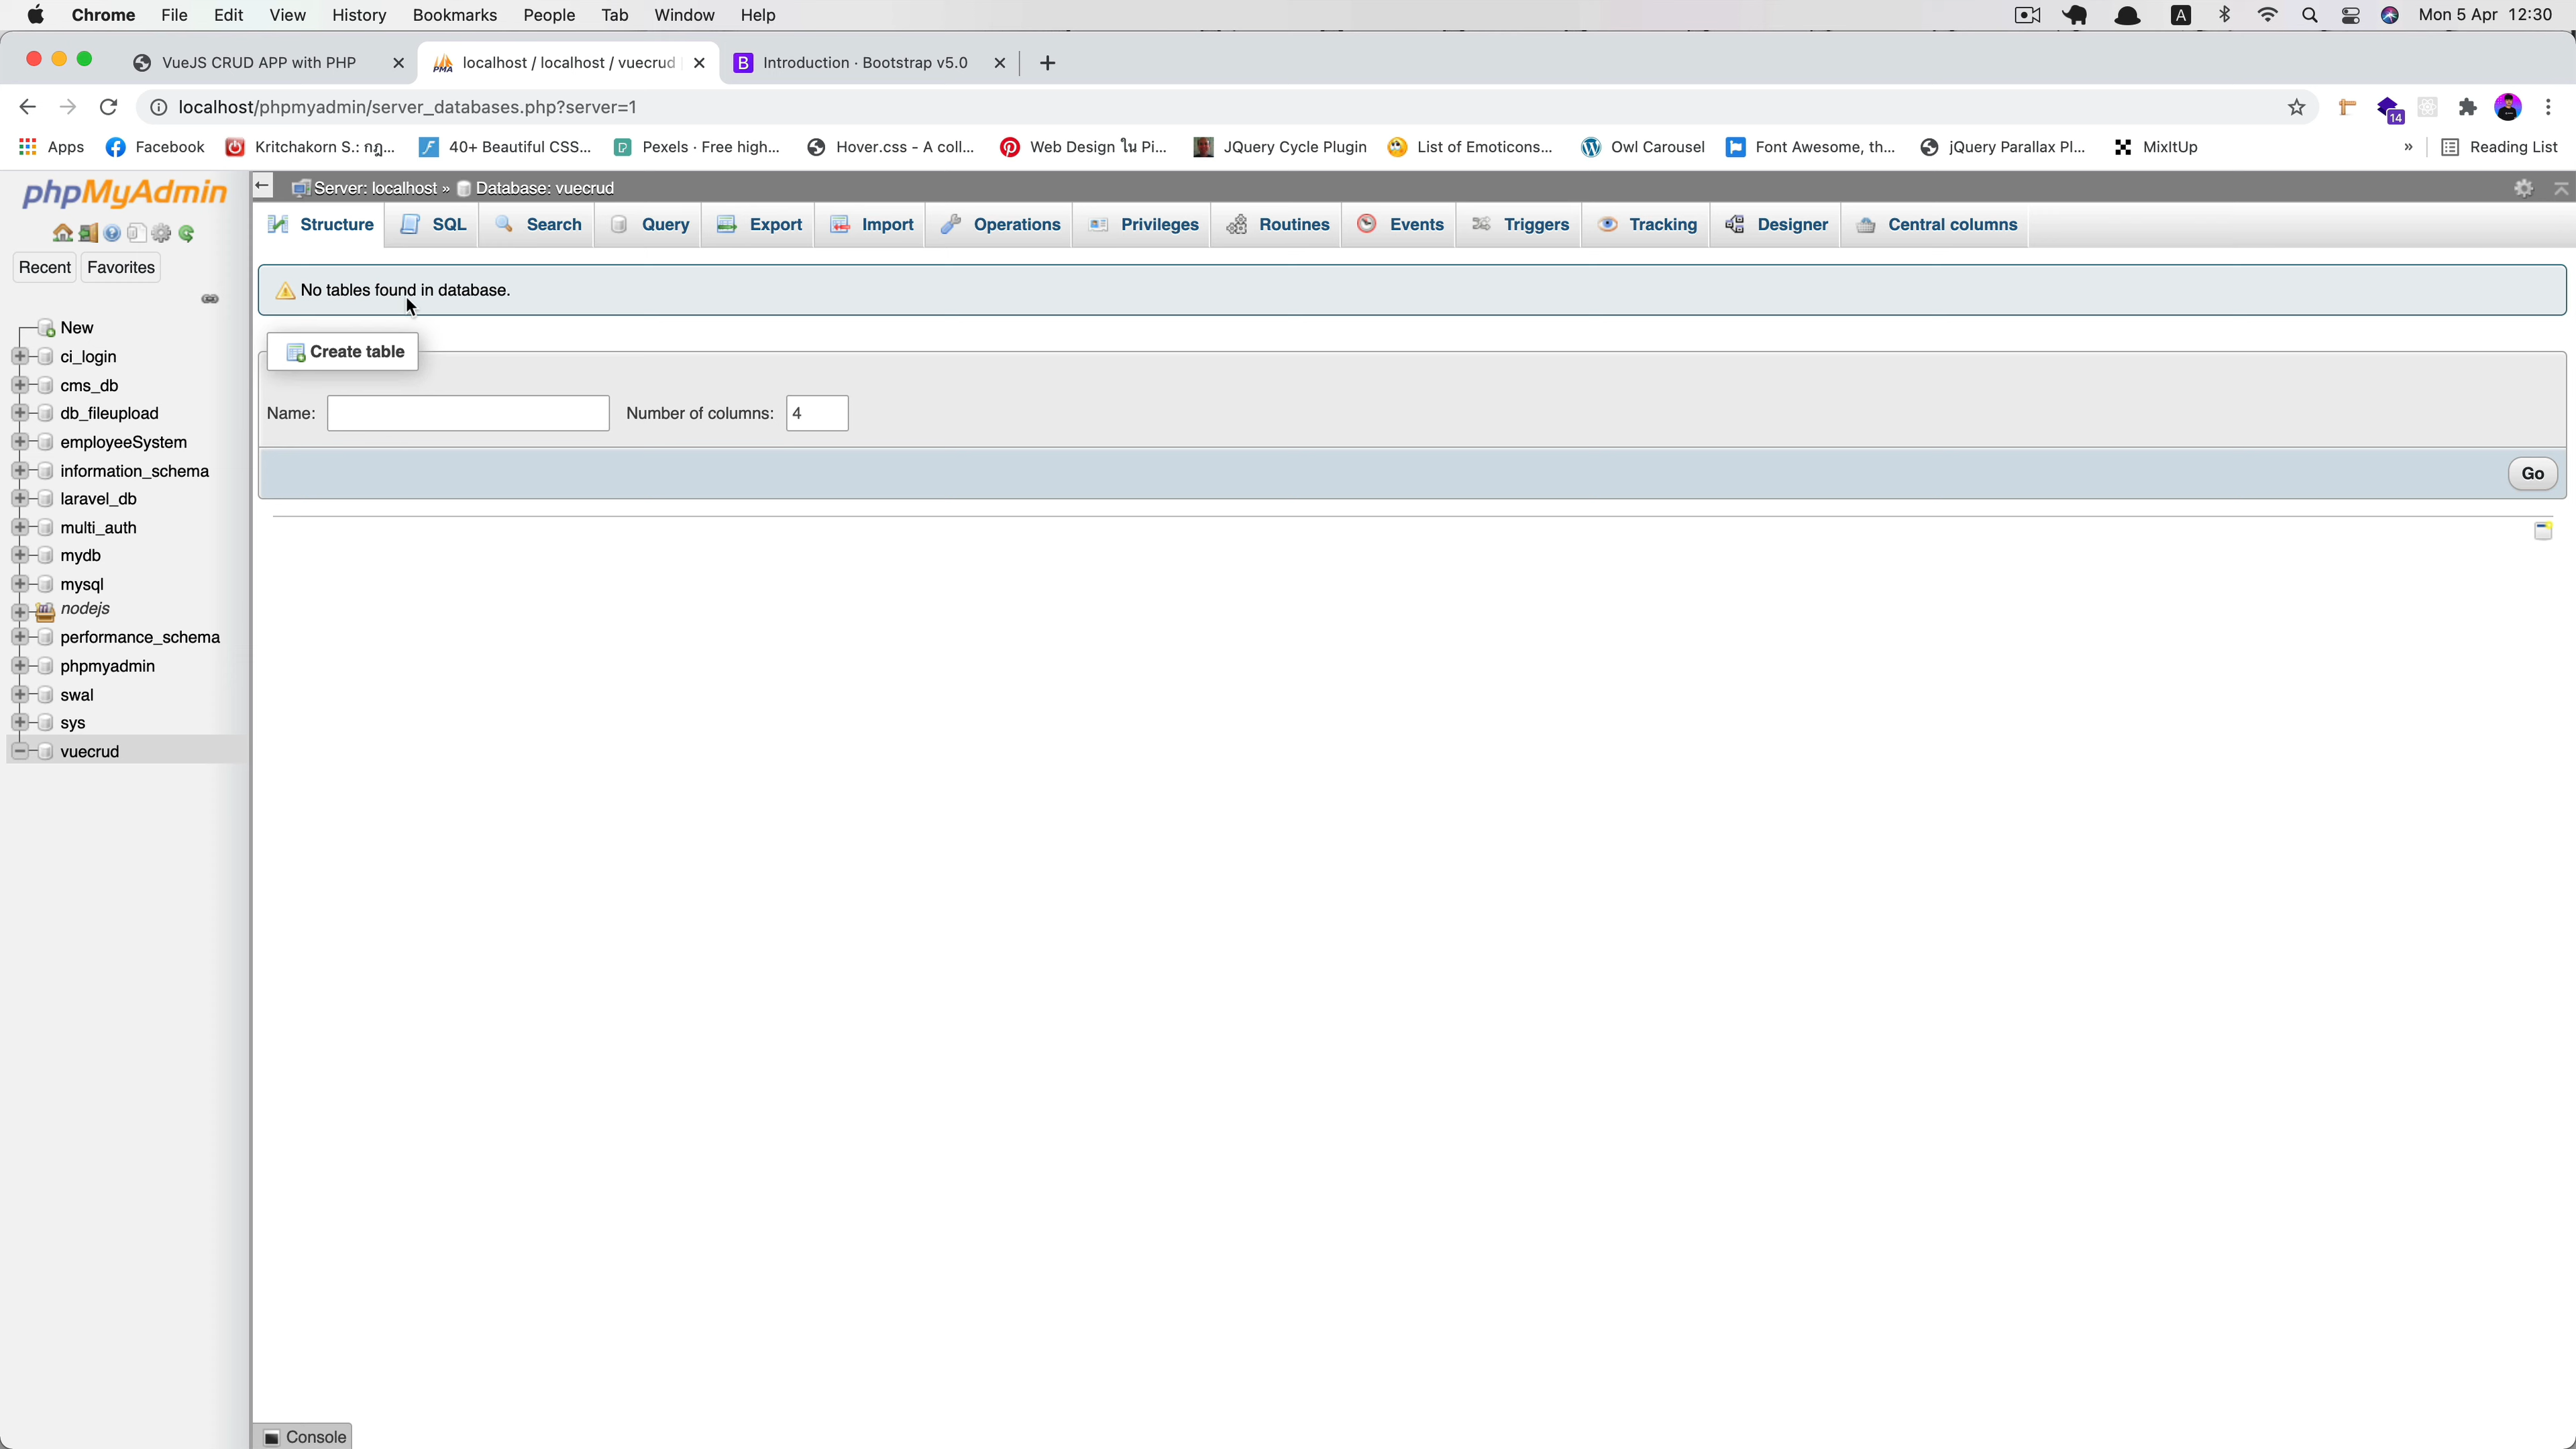 Chrome File Edit View History Bookmarks People Tab Window Help A Mon 5 Apr 12:30
VueJS CRUD APP with PHP
localhost / localhost / vuecrud
Introduction · Bootstrap v5.0
localhost/phpmyadmin/server_databases.php?server=1
14
Apps Facebook Kritchakorn S.: กฎ... 40+ Beautiful CSS... Pexels · Free high... Hover.css - A coll... Web Design ใน Pi... JQuery Cycle Plugin List of Emoticons... Owl Carousel Font Awesome, th... jQuery Parallax Pl... MixItUp » Reading List
phpMyAdmin
Recent Favorites
New
ci_login
cms_db
db_fileupload
employeeSystem
information_schema
laravel_db
multi_auth
mydb
mysql
nodejs
performance_schema
phpmyadmin
swal
sys
vuecrud
Server: localhost » Database: vuecrud
Structure SQL Search Query Export Import Operations Privileges Routines Events Triggers Tracking Designer Central columns
No tables found in database.
Create table
Name: Number of columns: 4
Go
Console